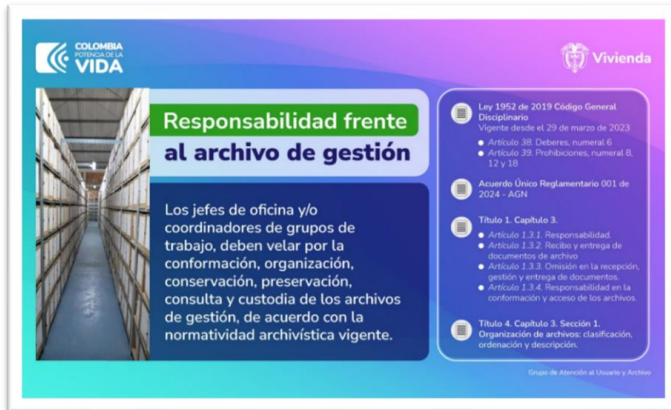 COLOMBIA
POTENCIA DE LA
VIDA
Vivienda
Responsabilidad frente
al archivo de gestión
Los jefes de oficina y/o
coordinadores de grupos de
trabajo, deben velar por la
conformación, organización,
conservación, preservación,
consulta y custodia de los archivos
de gestión, de acuerdo con la
normatividad archivística vigente.
Ley 1952 de 2019 Código General
Disciplinario
Vigente desde el 29 de marzo de 2023
Artículo 38. Deberes, numeral 6
Artículo 39. Prohibiciones, numeral 8,
12 y 18
Acuerdo Único Reglamentario 001 de
2024 - AGN
Título 1. Capítulo 3.
Artículo 1.3.1. Responsabilidad.
Artículo 1.3.2. Recibo y entrega de
documentos de archivo
Artículo 1.3.3. Omisión en la recepción,
gestión y entrega de documentos.
Artículo 1.3.4. Responsabilidad en la
conformación y acceso de los archivos.
Título 4. Capítulo 3. Sección 1.
Organización de archivos: clasificación,
ordenación y descripción.
Grupo de Atención al Usuario y Archivo